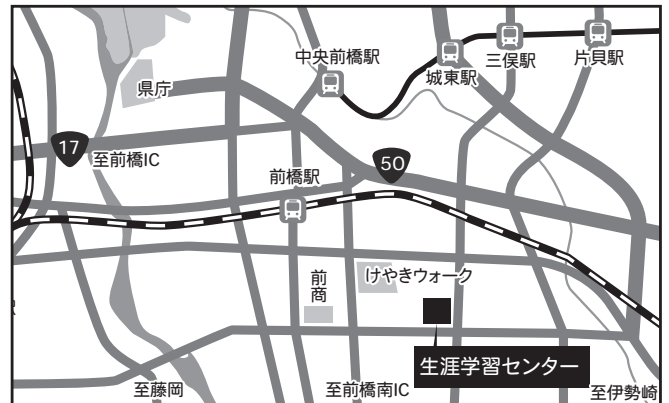 中央前橋駅
城東駅
三俣駅
片貝駅
県庁
17
至前橋IC
50
前橋駅
前商
けやきウォーク
生涯学習センター
至藤岡
至前橋南IC
至伊勢崎